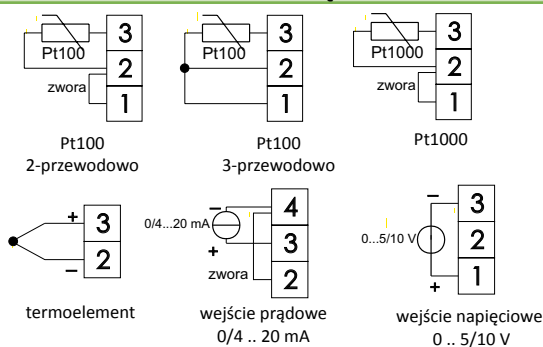 Pt100
3
2
zwora
1
Pt100
2-przewodowo
Pt100
3
2
1
Pt100
3-przewodowo
Pt1000
3
2
zwora
1
Pt1000
+
3
−
2
termoelement
−
4
0/4...20 mA
3
+
zwora
2
wejście prądowe
0/4 .. 20 mA
−
3
0...5/10 V
2
+
1
wejście napięciowe
0 .. 5/10 V